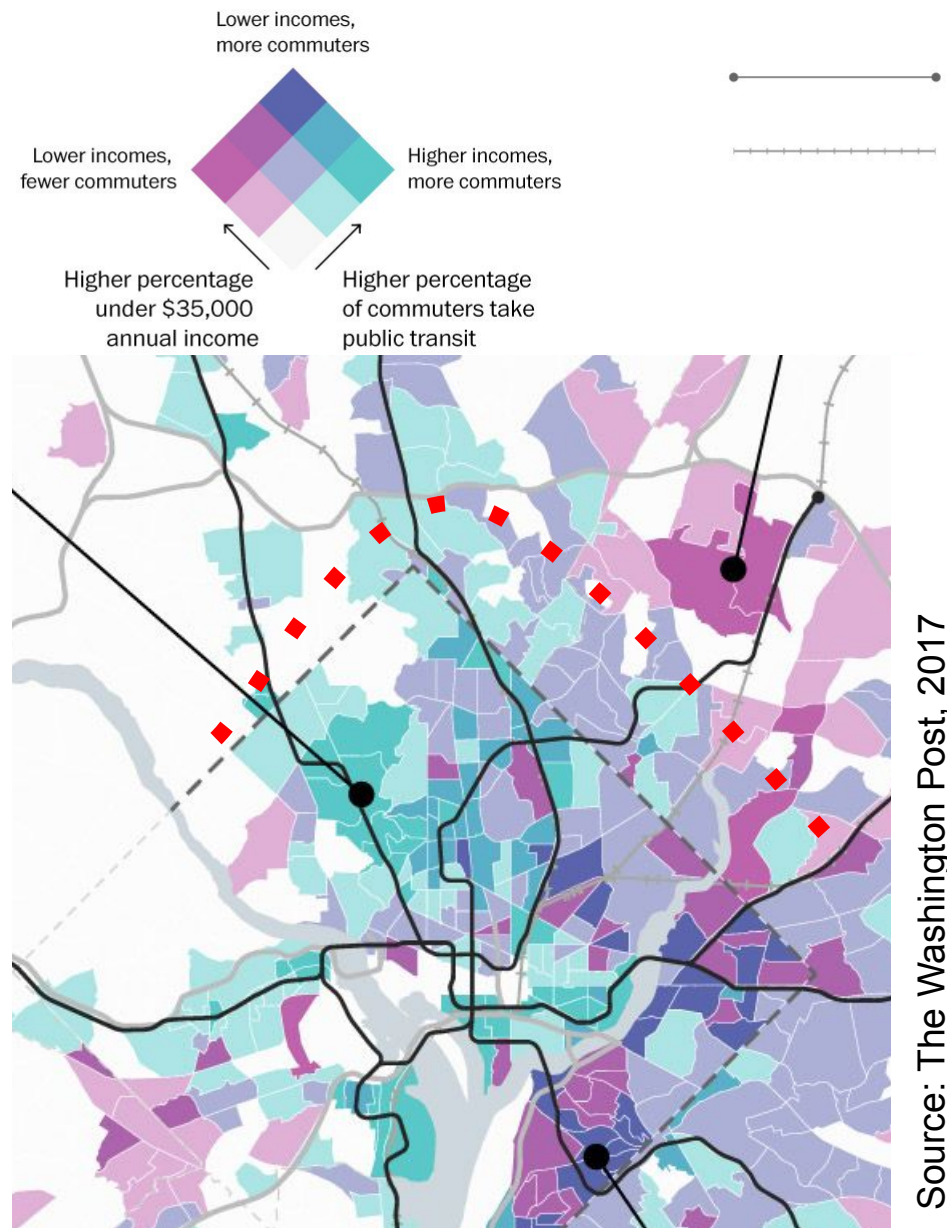 Lower incomes,
more commuters
Lower incomes,
fewer commuters
Higher incomes,
more commuters
Higher percentage
under $35,000
annual income
Higher percentage
of commuters take
public transit
Source: The Washington Post, 2017